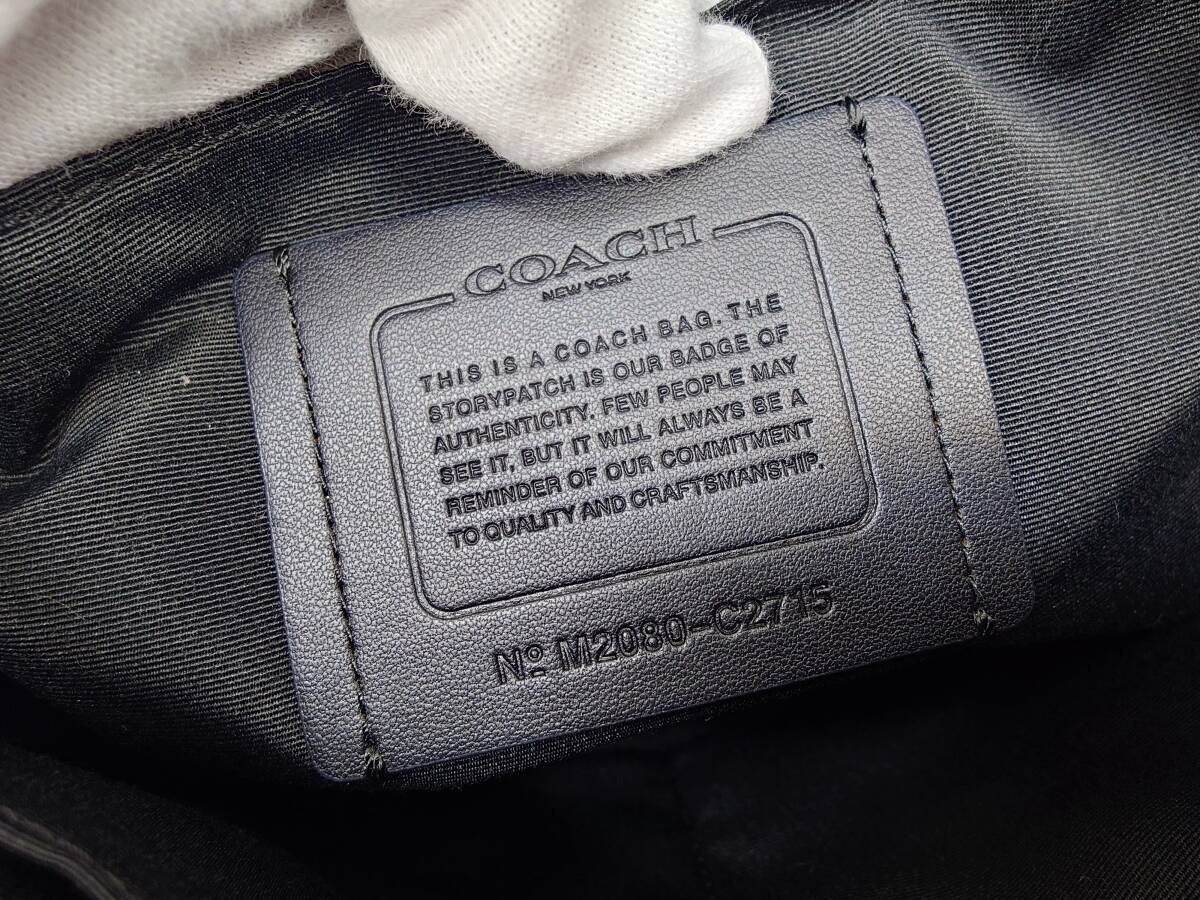 COACH
NEW YORK
THIS IS A COACH BAG. THE
STORYPATCH IS OUR BADGE OF
AUTHENTICITY. FEW PEOPLE MAY
SEE IT, BUT IT WILL ALWAYS BE A
REMINDER OF OUR COMMITMENT
TO QUALITY AND CRAFTSMANSHIP.
Nº M2080-C2715